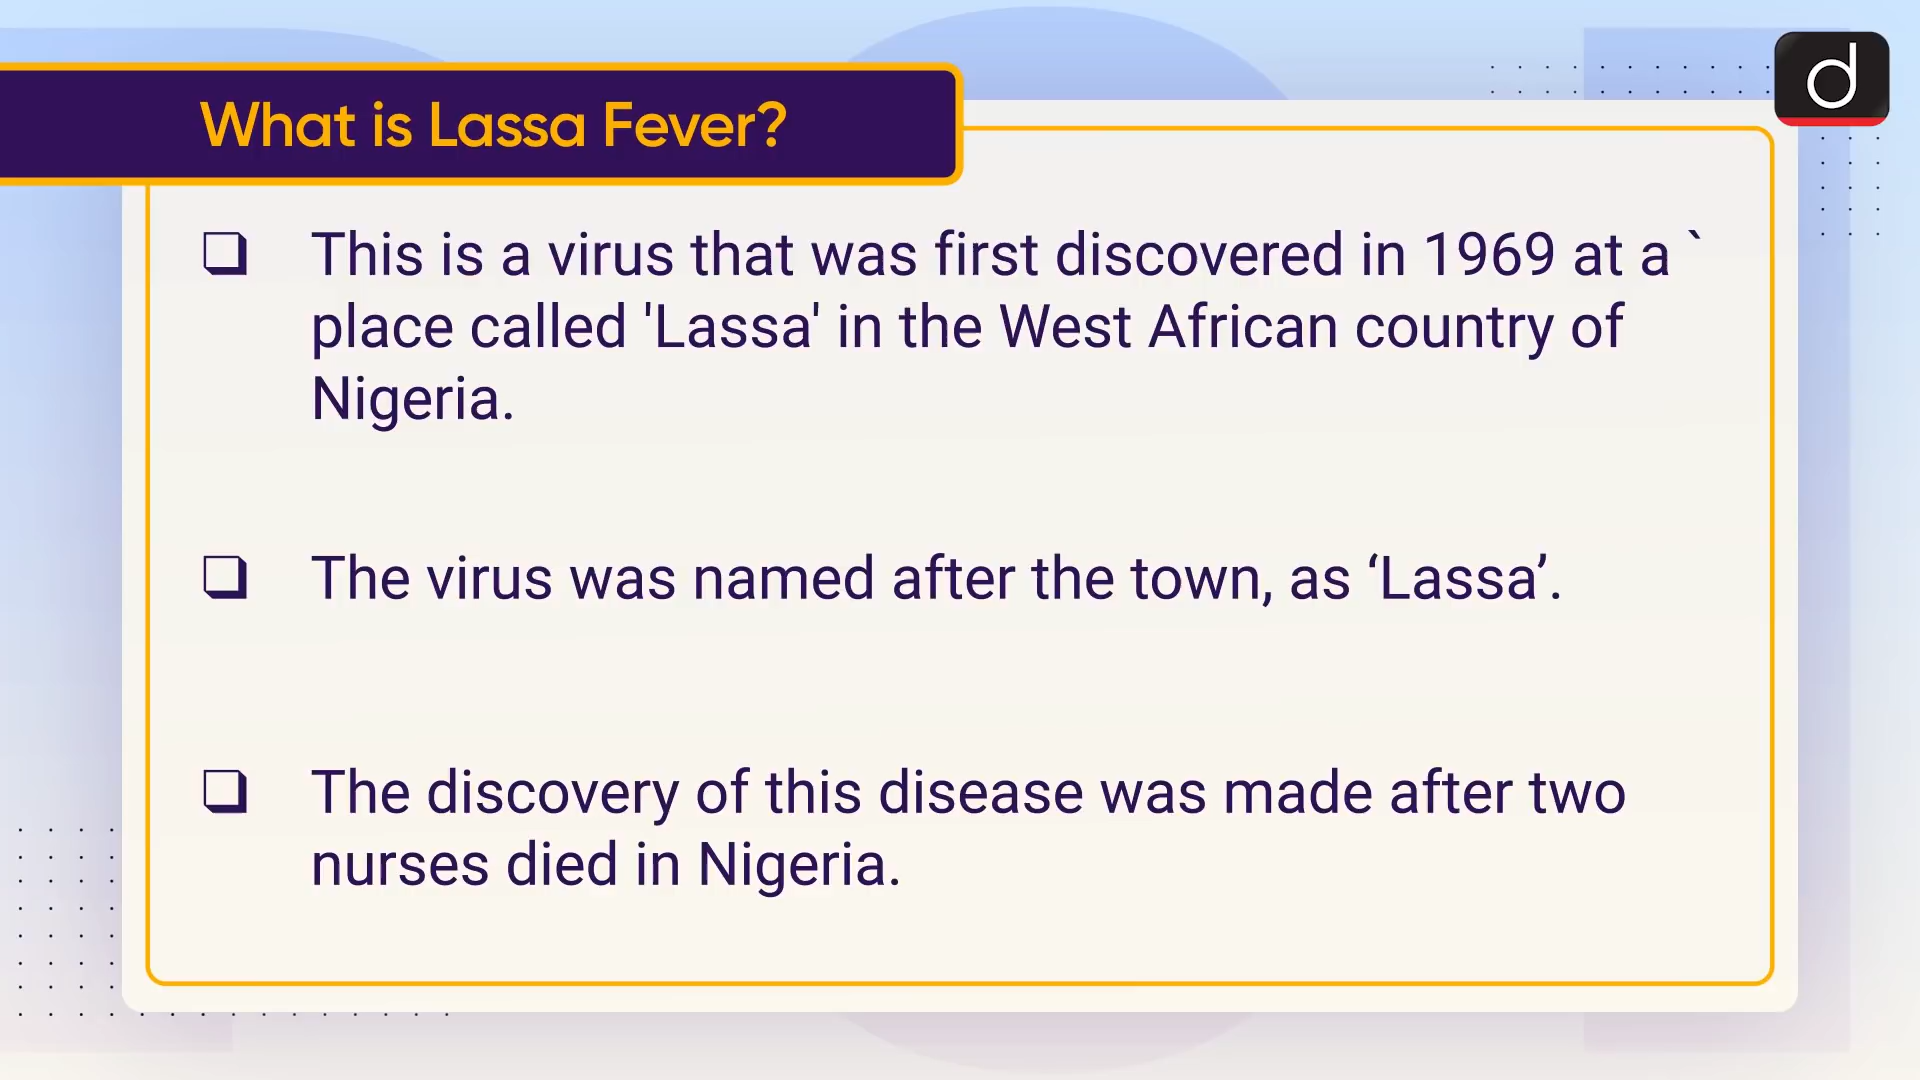 What is Lassa Fever?
d
❑ This is a virus that was first discovered in 1969 at a `
place called 'Lassa' in the West African country of
Nigeria.
❑ The virus was named after the town, as ‘Lassa’.
❑ The discovery of this disease was made after two
nurses died in Nigeria.